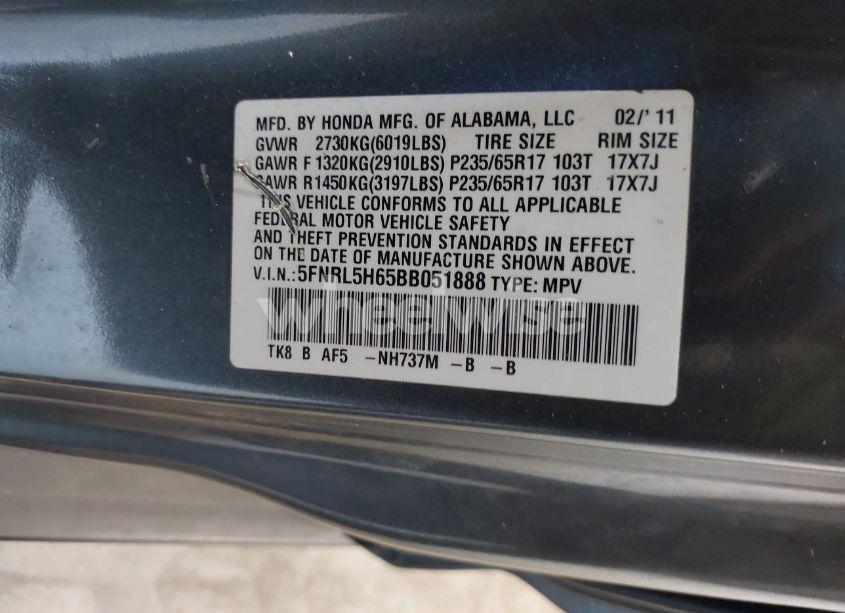 MFD. BY HONDA MFG. OF ALABAMA, LLC 02/'11
GVWR 2730KG(6019LBS) TIRE SIZE RIM SIZE
GAWR F 1320KG(2910LBS) P235/65R17 103T 17X7J
GAWR R1450KG(3197LBS) P235/65R17 103T 17X7J
THIS VEHICLE CONFORMS TO ALL APPLICABLE
FEDERAL MOTOR VEHICLE SAFETY
AND THEFT PREVENTION STANDARDS IN EFFECT
ON THE DATE OF MANUFACTURE SHOWN ABOVE.
V.I.N.: 5FNRL5H65BB051888 TYPE: MPV
wheelwise
TK8 B AF5 -NH737M -B -B